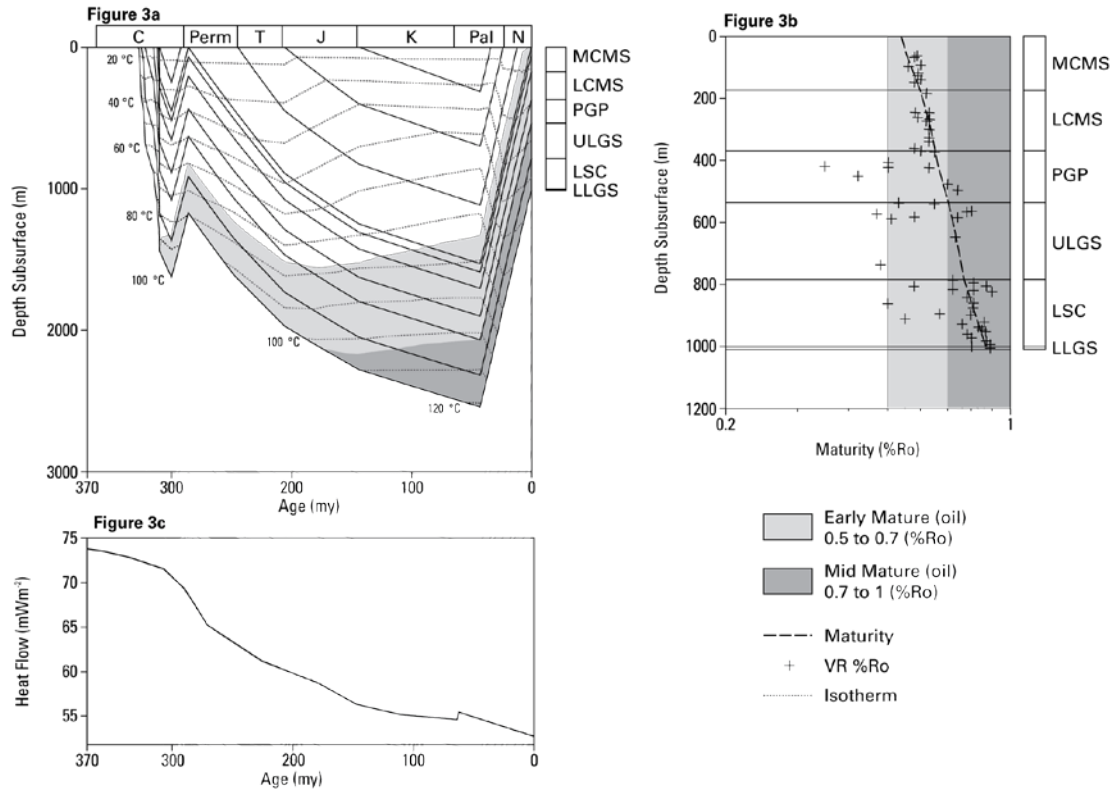 Figure 3a
C Perm T J K Pal N
0
1000
2000
3000
Depth Subsurface (m)
20 °C
40 °C
60 °C
80 °C
100 °C
100 °C
120 °C
370 300 200 100 0
Age (my)
MCMS
LCMS
PGP
ULGS
LSC
LLGS
Figure 3b
0
200
400
600
800
1000
1200
Depth Subsurface (m)
0.2 1
Maturity (%Ro)
MCMS
LCMS
PGP
ULGS
LSC
LLGS
Figure 3c
75
70
65
60
55
Heat Flow (mWm⁻²)
370 300 200 100 0
Age (my)
Early Mature (oil)
0.5 to 0.7 (%Ro)
Mid Mature (oil)
0.7 to 1 (%Ro)
Maturity
VR %Ro
Isotherm